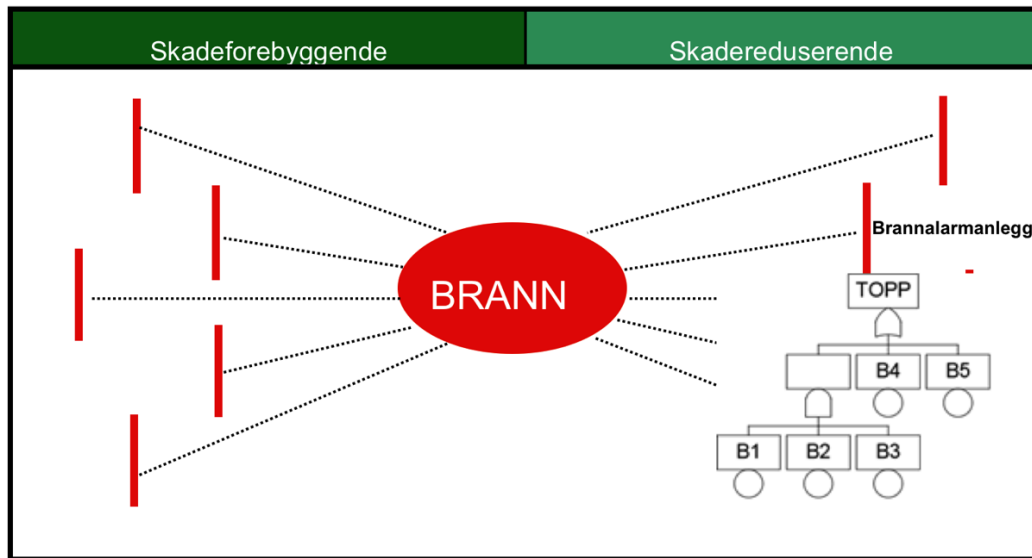 Skadeforebyggende
Skadereduserende
Brannalarmanlegg
BRANN
TOPP
B4
B5
B1
B2
B3